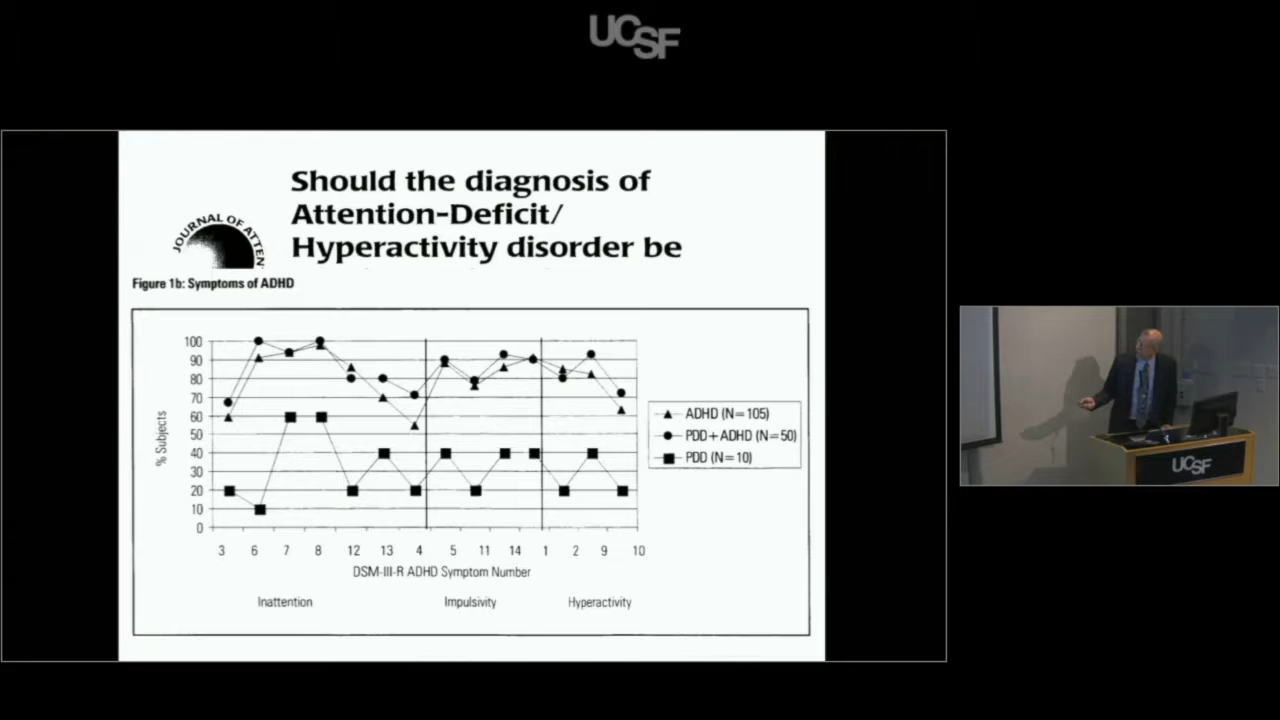 UCSF
Should the diagnosis of
Attention-Deficit/
Hyperactivity disorder be
JOURNAL OF ATTEN
Figure 1b: Symptoms of ADHD
100
90
80
70
60
50
40
30
20
10
0
% Subjects
3 6 7 8 12 13 4 5 11 14 1 2 9 10
DSM-III-R ADHD Symptom Number
Inattention Impulsivity Hyperactivity
ADHD (N=105)
PDD+ADHD (N=50)
PDD (N=10)
UCSF